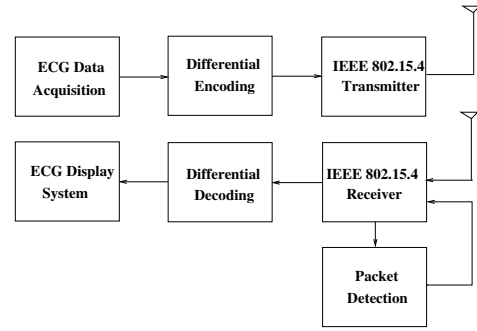 ECG Data
Acquisition
Differential
Encoding
IEEE 802.15.4
Transmitter
ECG Display
System
Differential
Decoding
IEEE 802.15.4
Receiver
Packet
Detection